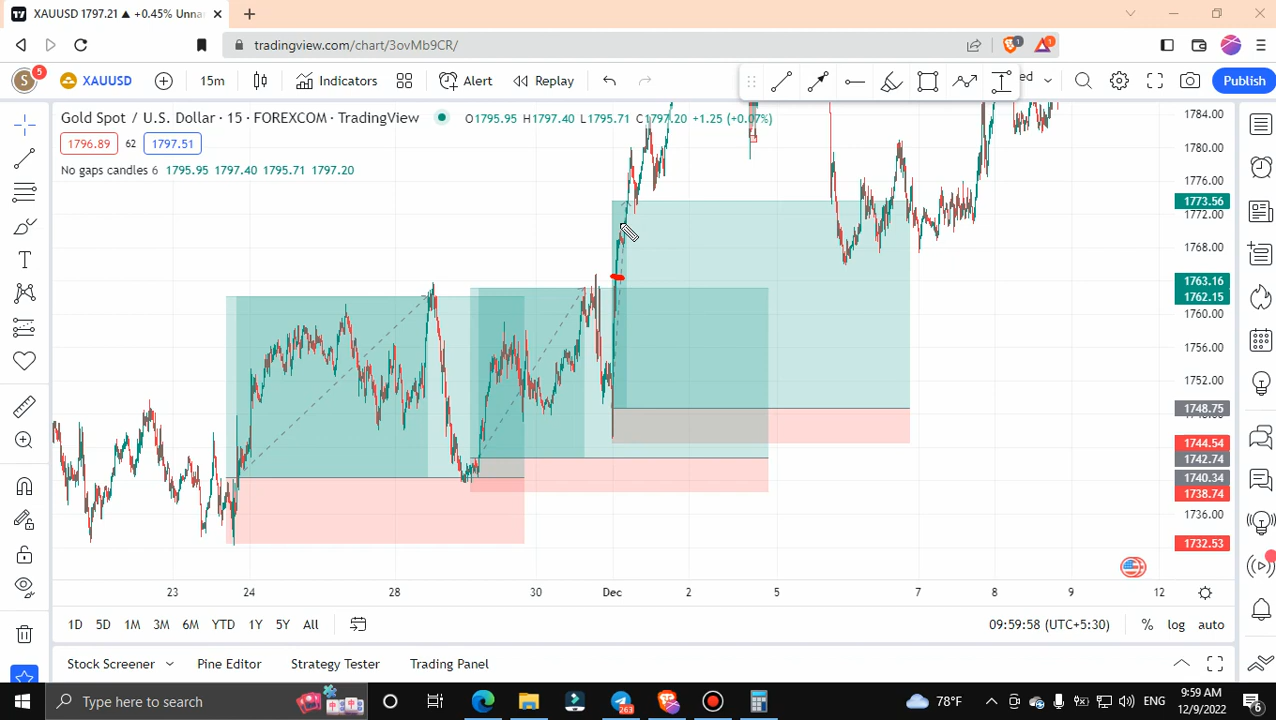 XAUUSD 1797.21 ▲ +0.45% Unna
tradingview.com/chart/3ovMb9CR/
1
1
S
5
XAUUSD
15m
Indicators
Alert
Replay
ed
Publish
Gold Spot / U.S. Dollar · 15 · FOREXCOM · TradingView
O1795.95 H1797.40 L1795.71 C1797.20 +1.25 (+0.07%)
1796.89
62
1797.51
No gaps candles 6 1795.95 1797.40 1795.71 1797.20
1784.00
1780.00
1776.00
1773.56
1772.00
1768.00
1763.16
1762.15
1760.00
1756.00
1752.00
1748.75
1744.54
1742.74
1740.34
1738.74
1736.00
1732.53
23
24
28
30
Dec
2
5
7
8
9
12
1D
5D
1M
3M
6M
YTD
1Y
5Y
All
09:59:58 (UTC+5:30)
%
log
auto
Stock Screener
Pine Editor
Strategy Tester
Trading Panel
Type here to search
263
78°F
ENG
9:59 AM
12/9/2022
6